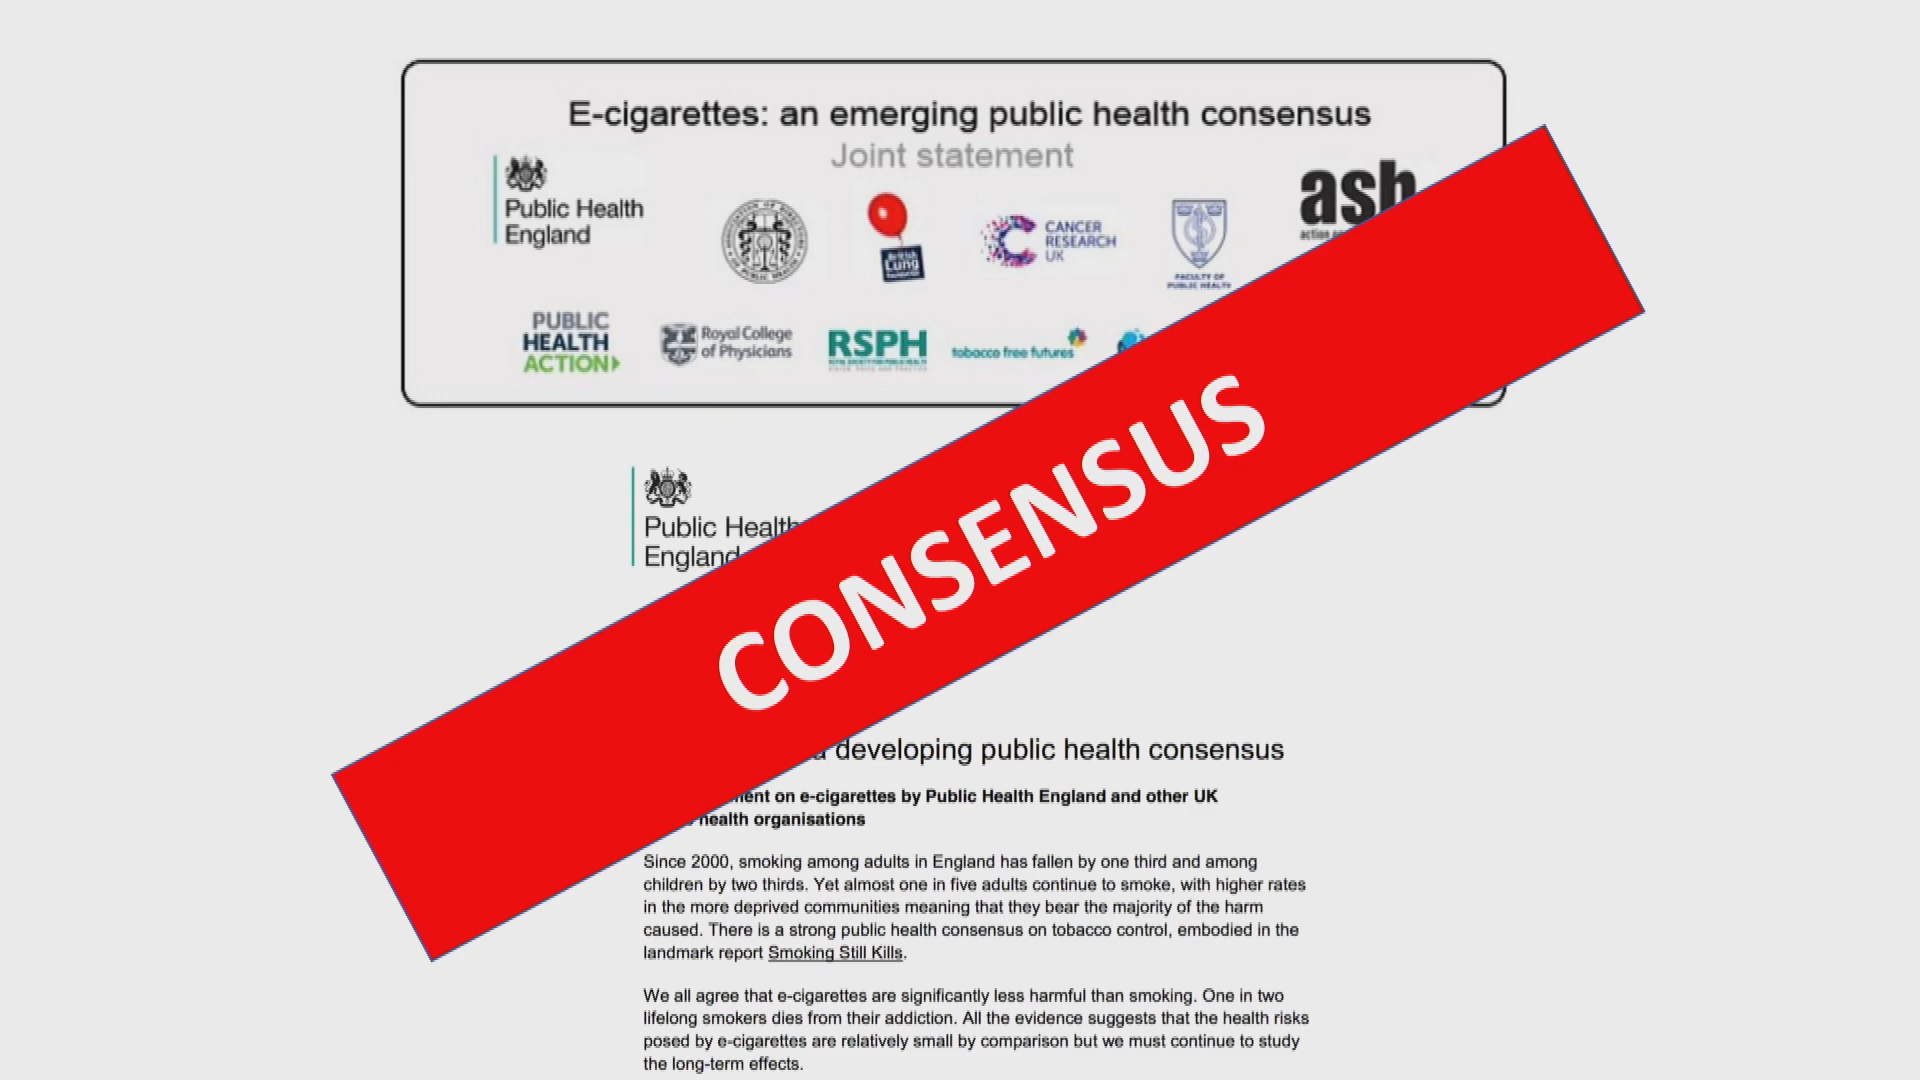 E-cigarettes: an emerging public health consensus
Joint statement
Public Health
England
British
Lung
CANCER
RESEARCH
UK
FACULTY OF
PUBLIC HEALTH
ash
action
PUBLIC
HEALTH
ACTION
Royal College
of Physicians
RSPH
tobacco free futures
Public Health
England
CONSENSUS
developing public health consensus
on e-cigarettes by Public Health England and other UK
health organisations
Since 2000, smoking among adults in England has fallen by one third and among
children by two thirds. Yet almost one in five adults continue to smoke, with higher rates
in the more deprived communities meaning that they bear the majority of the harm
caused. There is a strong public health consensus on tobacco control, embodied in the
landmark report Smoking Still Kills.
We all agree that e-cigarettes are significantly less harmful than smoking. One in two
lifelong smokers dies from their addiction. All the evidence suggests that the health risks
posed by e-cigarettes are relatively small by comparison but we must continue to study
the long-term effects.